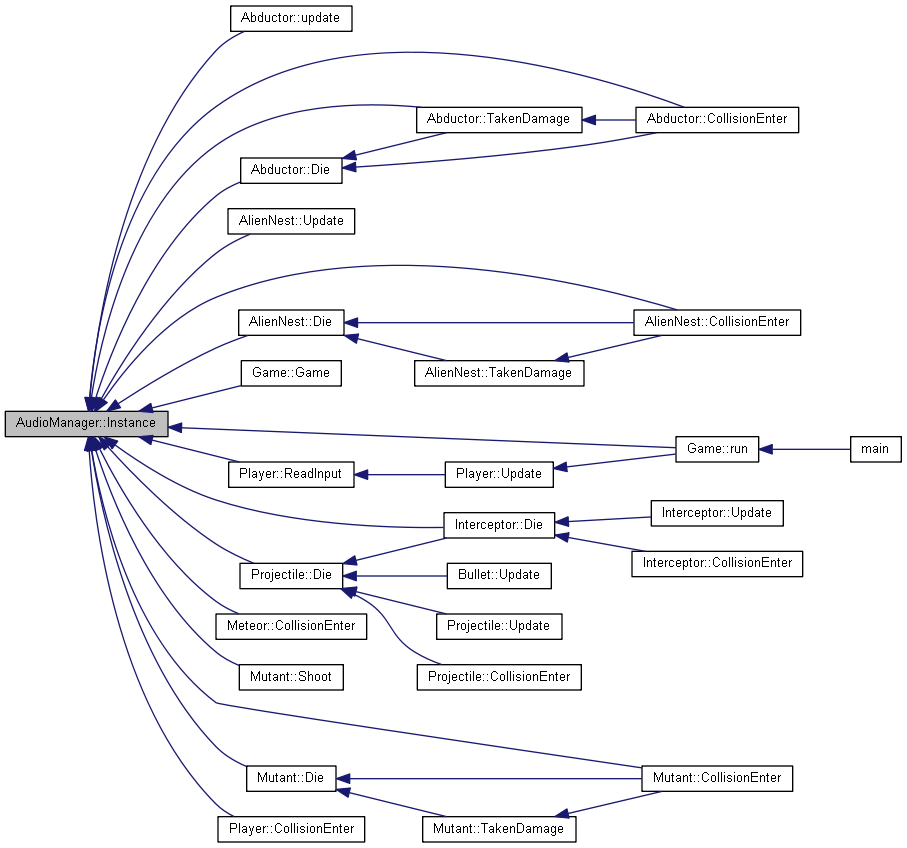 Abductor::update
Abductor::TakenDamage
Abductor::CollisionEnter
Abductor::Die
AlienNest::Update
AlienNest::Die
AlienNest::CollisionEnter
Game::Game
AlienNest::TakenDamage
AudioManager::Instance
Game::run
main
Player::ReadInput
Player::Update
Interceptor::Update
Interceptor::Die
Interceptor::CollisionEnter
Projectile::Die
Bullet::Update
Meteor::CollisionEnter
Projectile::Update
Mutant::Shoot
Projectile::CollisionEnter
Mutant::Die
Mutant::CollisionEnter
Player::CollisionEnter
Mutant::TakenDamage